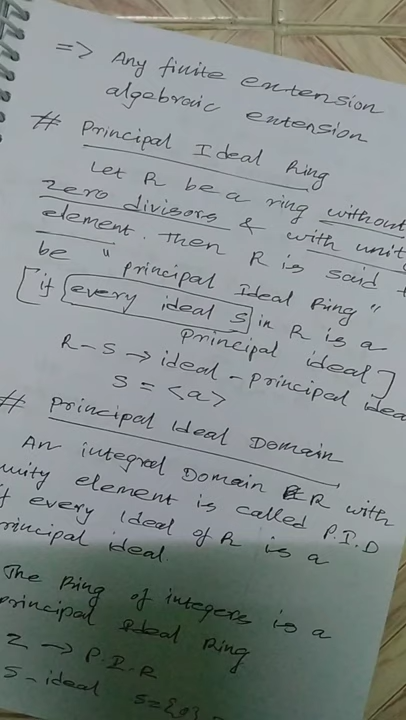 => Any finite extension
algebraic extension
# Principal Ideal Ring
Let R be a ring without
zero divisors & with unit
element. Then R is said
be " principal Ideal Ring "
[if every ideal S in R is a
principal ideal]
R - S → ideal - principal idea
S = <a>
# Principal Ideal Domain
An integral Domain R with
unity element is called P.I.D
if every ideal of R is a
principal ideal.
The Ring of integers is a
principal Ideal Ring
Z → P.I.R
S - ideal S = {0}